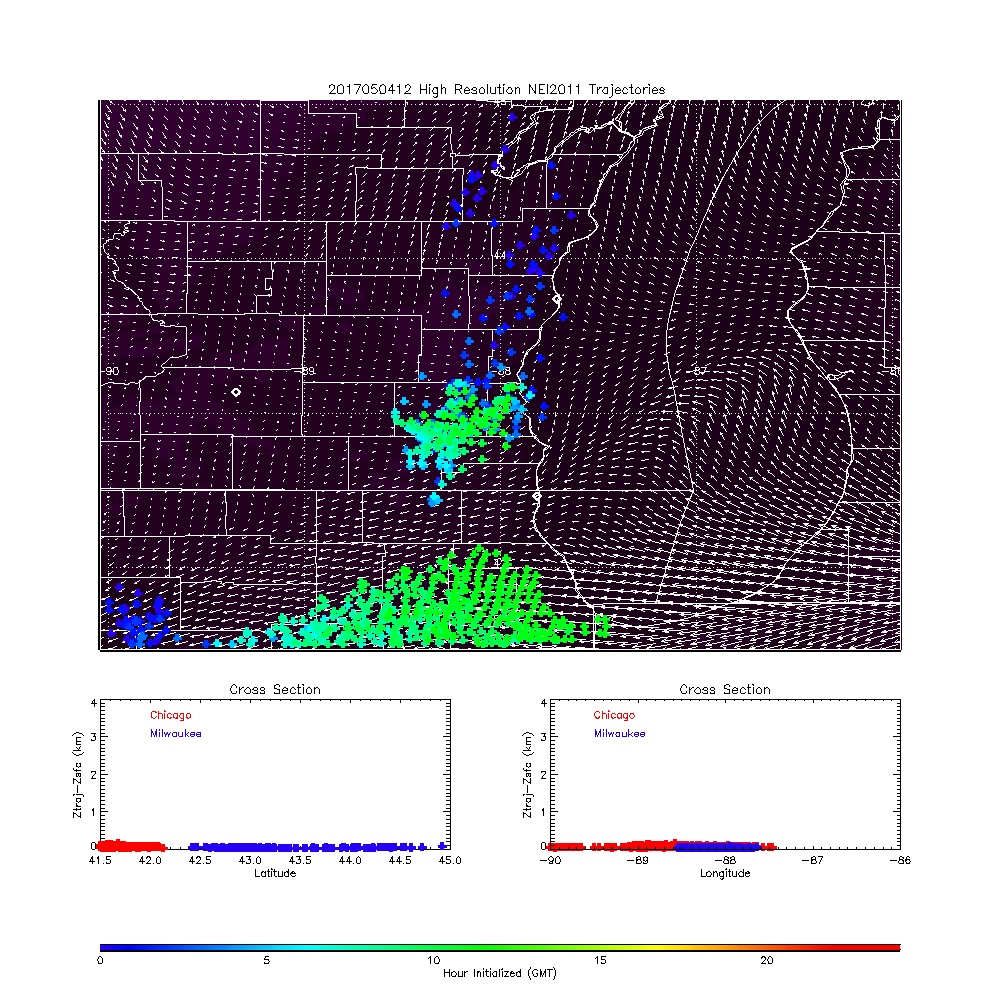 2017050412 High Resolution NEI2011 Trajectories
44
-90
-89
-88
-87
-86
Cross Section
4
3
2
1
0
Ztraj-Zsfc (km)
Chicago
Milwaukee
41.5 42.0 42.5 43.0 43.5 44.0 44.5 45.0
Latitude
Cross Section
4
3
2
1
0
Ztraj-Zsfc (km)
Chicago
Milwaukee
-90 -89 -88 -87 -86
Longitude
0 5 10 15 20
Hour Initialized (GMT)